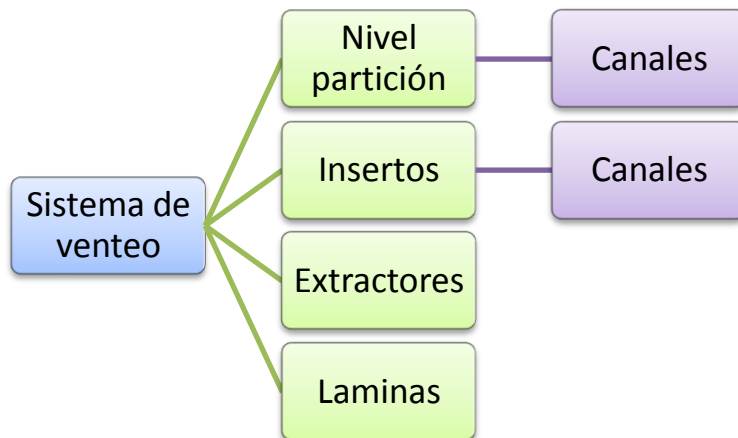 Nivel
partición
Canales
Insertos
Canales
Sistema de
venteo
Extractores
Laminas